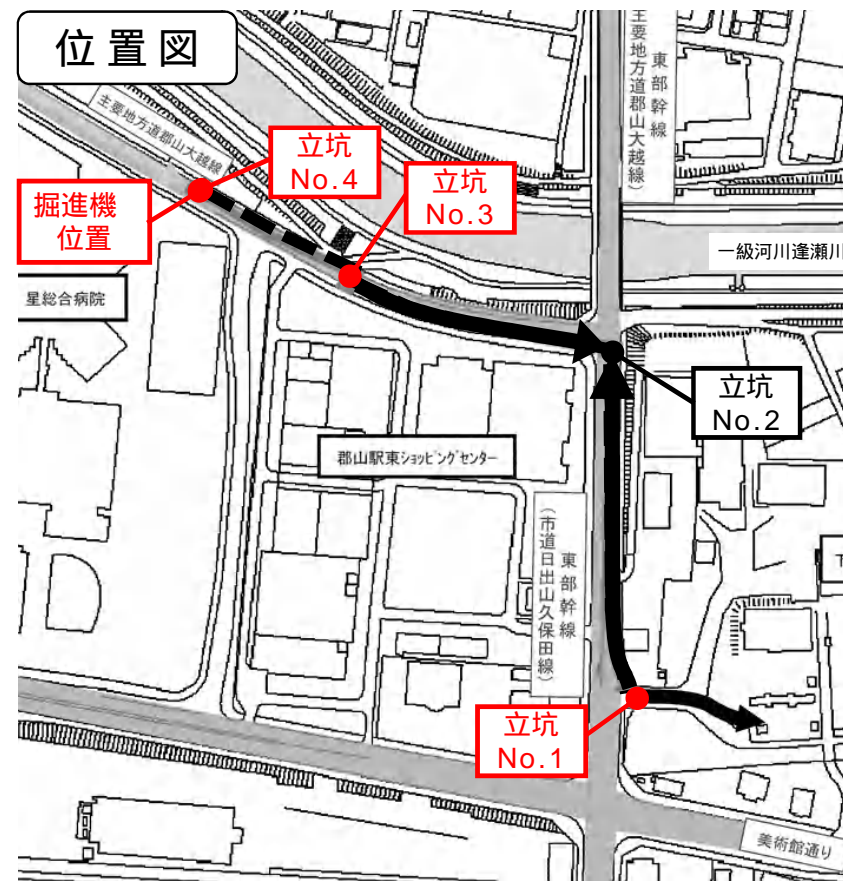 位置図
主要地方道郡山大越線
立坑
No.4
立坑
No.3
掘進機
位置
東部幹線
主要地方道郡山大越線）
一級河川逢瀬川
星総合病院
立坑
No.2
郡山駅東ショッピングセンター
東部幹線
（市道日出山久保田線）
立坑
No.1
美術館通り